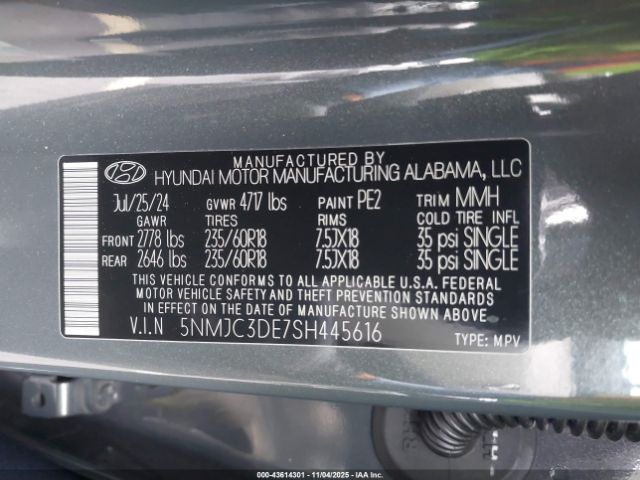 MANUFACTURED BY
HYUNDAI MOTOR MANUFACTURING ALABAMA, LLC
Jul/25/24 GVWR 4717 lbs PAINT PE2 TRIM MMH
GAWR TIRES RIMS COLD TIRE INFL
FRONT 2778 lbs 235/60R18 7.5JX18 35 psi SINGLE
REAR 2646 lbs 235/60R18 7.5JX18 35 psi SINGLE
THIS VEHICLE CONFORMS TO ALL APPLICABLE U.S.A. FEDERAL
MOTOR VEHICLE SAFETY AND THEFT PREVENTION STANDARDS
IN EFFECT ON THE DATE OF MANUFACTURE SHOWN ABOVE.
V.I.N 5NMJC3DE7SH445616 TYPE: MPV
000-43614301 - 11/04/2025 - IAAI.COM